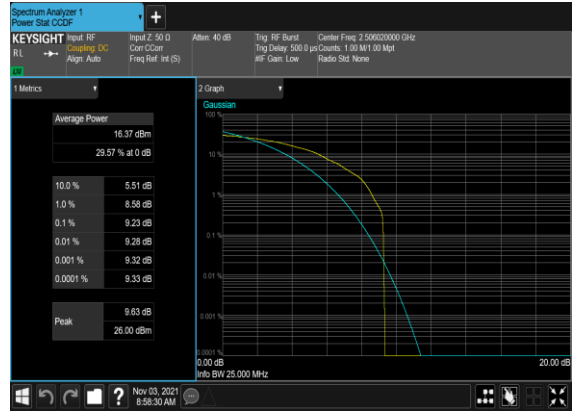 Spectrum Analyzer 1
Power Stat CCDF
KEYSIGHT Input: RF Input Z: 50 Ω Atten: 40 dB Trig: RF Burst Center Freq: 2.506020000 GHz
RL Coupling: DC Corr CCorr Trig Delay: 500.0 µs Counts: 1.00 M/1.00 Mpt
Align: Auto Freq Ref: Int (S) #IF Gain: Low Radio Std: None
1 Metrics
2 Graph
Gaussian
Average Power
16.37 dBm
29.57 % at 0 dB
10.0 % 5.51 dB
1.0 % 8.58 dB
0.1 % 9.23 dB
0.01 % 9.28 dB
0.001 % 9.32 dB
0.0001 % 9.33 dB
Peak 9.63 dB
26.00 dBm
100 %
10 %
1 %
0.1 %
0.01 %
0.001 %
0.0001 %
0.00 dB 20.00 dB
Info BW 25.000 MHz
Nov 03, 2021
8:58:30 AM